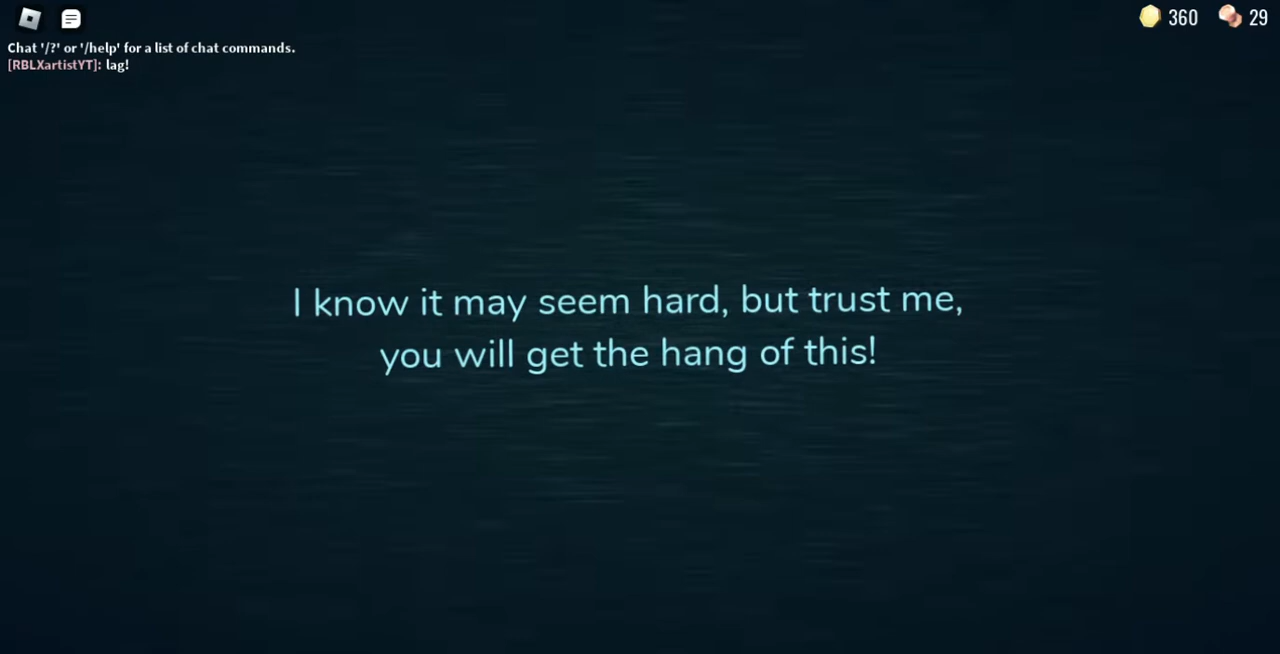 360 29
Chat '/?' or '/help' for a list of chat commands.
[RBLXartistYT]: lag!
I know it may seem hard, but trust me,
you will get the hang of this!